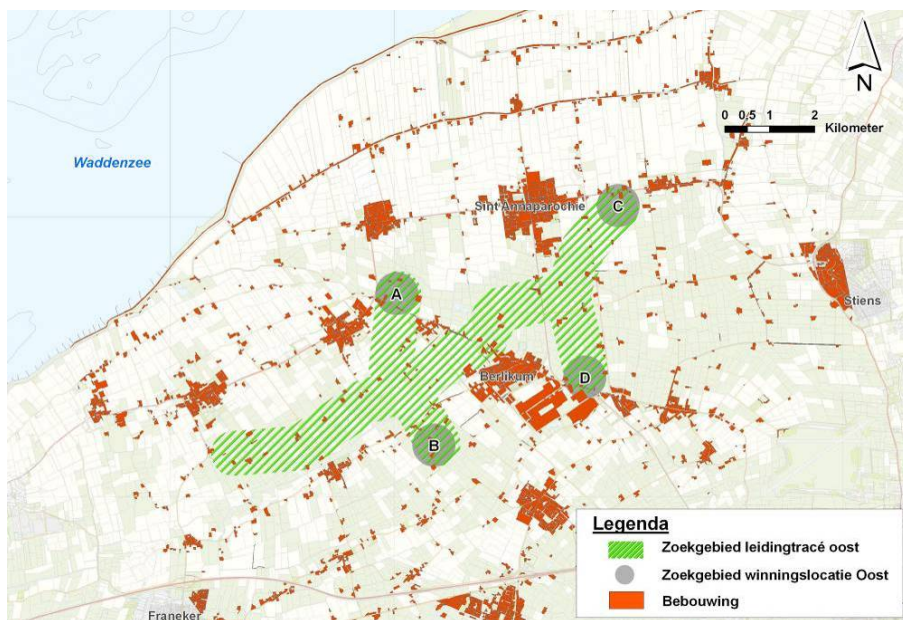 N
0 0,5 1 2
Kilometer
Waddenzee
Sint Annaparochie
C
A
Stiens
Berlikum
D
B
Legenda
Zoekgebied leidingtracé oost
Zoekgebied winningslocatie Oost
Bebouwing
Franeker